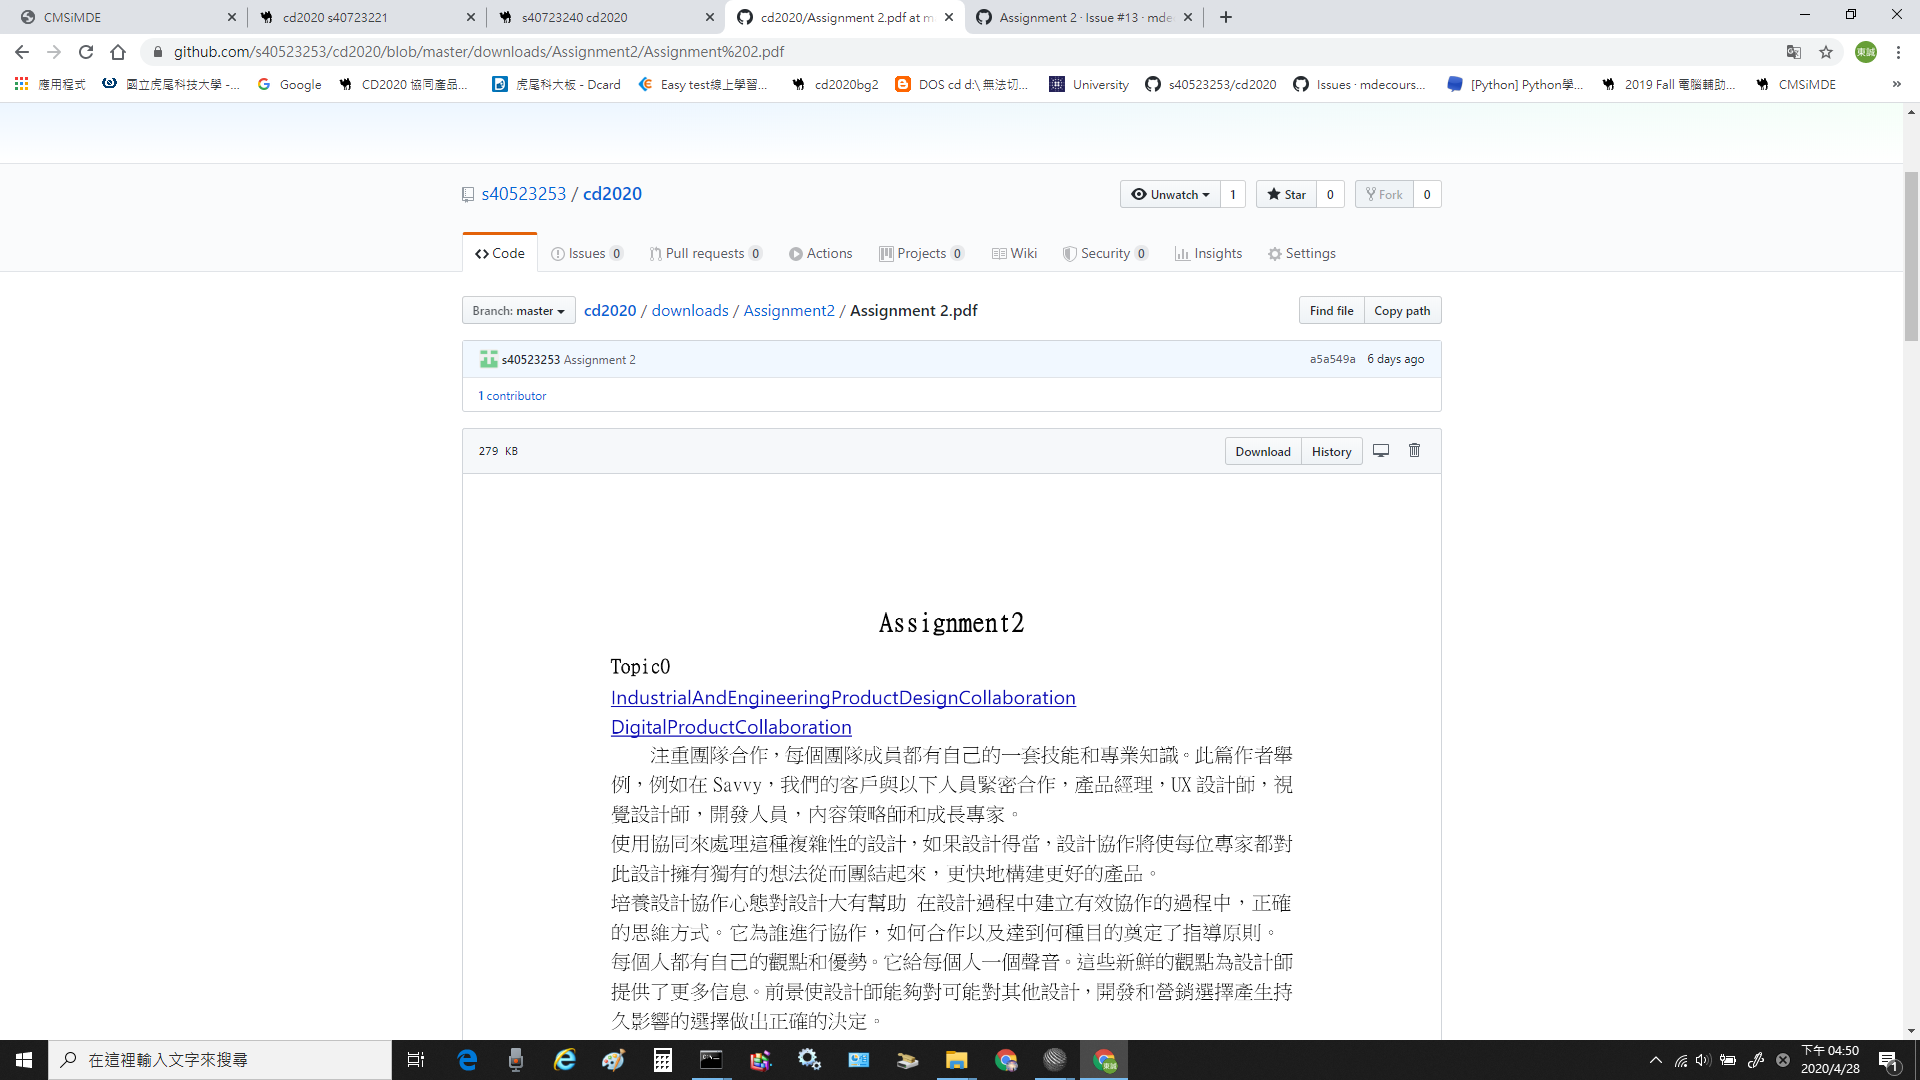 CMSiMDE
cd2020 s40723221
s40723240 cd2020
cd2020/Assignment 2.pdf at m
Assignment 2 · Issue #13 · mde
github.com/s40523253/cd2020/blob/master/downloads/Assignment2/Assignment%202.pdf
東誠
應用程式
國立虎尾科技大學 -...
Google
CD2020 協同產品...
虎尾科大板 - Dcard
Easy test線上學習...
cd2020bg2
DOS cd d:\ 無法切...
University
s40523253/cd2020
Issues · mdecours...
[Python] Python學...
2019 Fall 電腦輔助...
CMSiMDE
»
s40523253 / cd2020
Unwatch 1
Star 0
Fork 0
Code
Issues 0
Pull requests 0
Actions
Projects 0
Wiki
Security 0
Insights
Settings
Branch: master
cd2020 / downloads / Assignment2 / Assignment 2.pdf
Find file
Copy path
s40523253 Assignment 2
a5a549a 6 days ago
1 contributor
279 KB
Download
History
Assignment2
Topic0
IndustrialAndEngineeringProductDesignCollaboration
DigitalProductCollaboration
注重團隊合作，每個團隊成員都有自己的一套技能和專業知識。此篇作者舉
例，例如在 Savvy，我們的客戶與以下人員緊密合作，產品經理，UX 設計師，視
覺設計師，開發人員，內容策略師和成長專家。
使用協同來處理這種複雜性的設計，如果設計得當，設計協作將使每位專家都對
此設計擁有獨有的想法從而團結起來，更快地構建更好的產品。
培養設計協作心態對設計大有幫助 在設計過程中建立有效協作的過程中，正確
的思維方式。它為誰進行協作，如何合作以及達到何種目的奠定了指導原則。
每個人都有自己的觀點和優勢。它給每個人一個聲音。這些新鮮的觀點為設計師
提供了更多信息。前景使設計師能夠對可能對其他設計，開發和營銷選擇產生持
久影響的選擇做出正確的決定。
在這裡輸入文字來搜尋
下午 04:50
2020/4/28
1